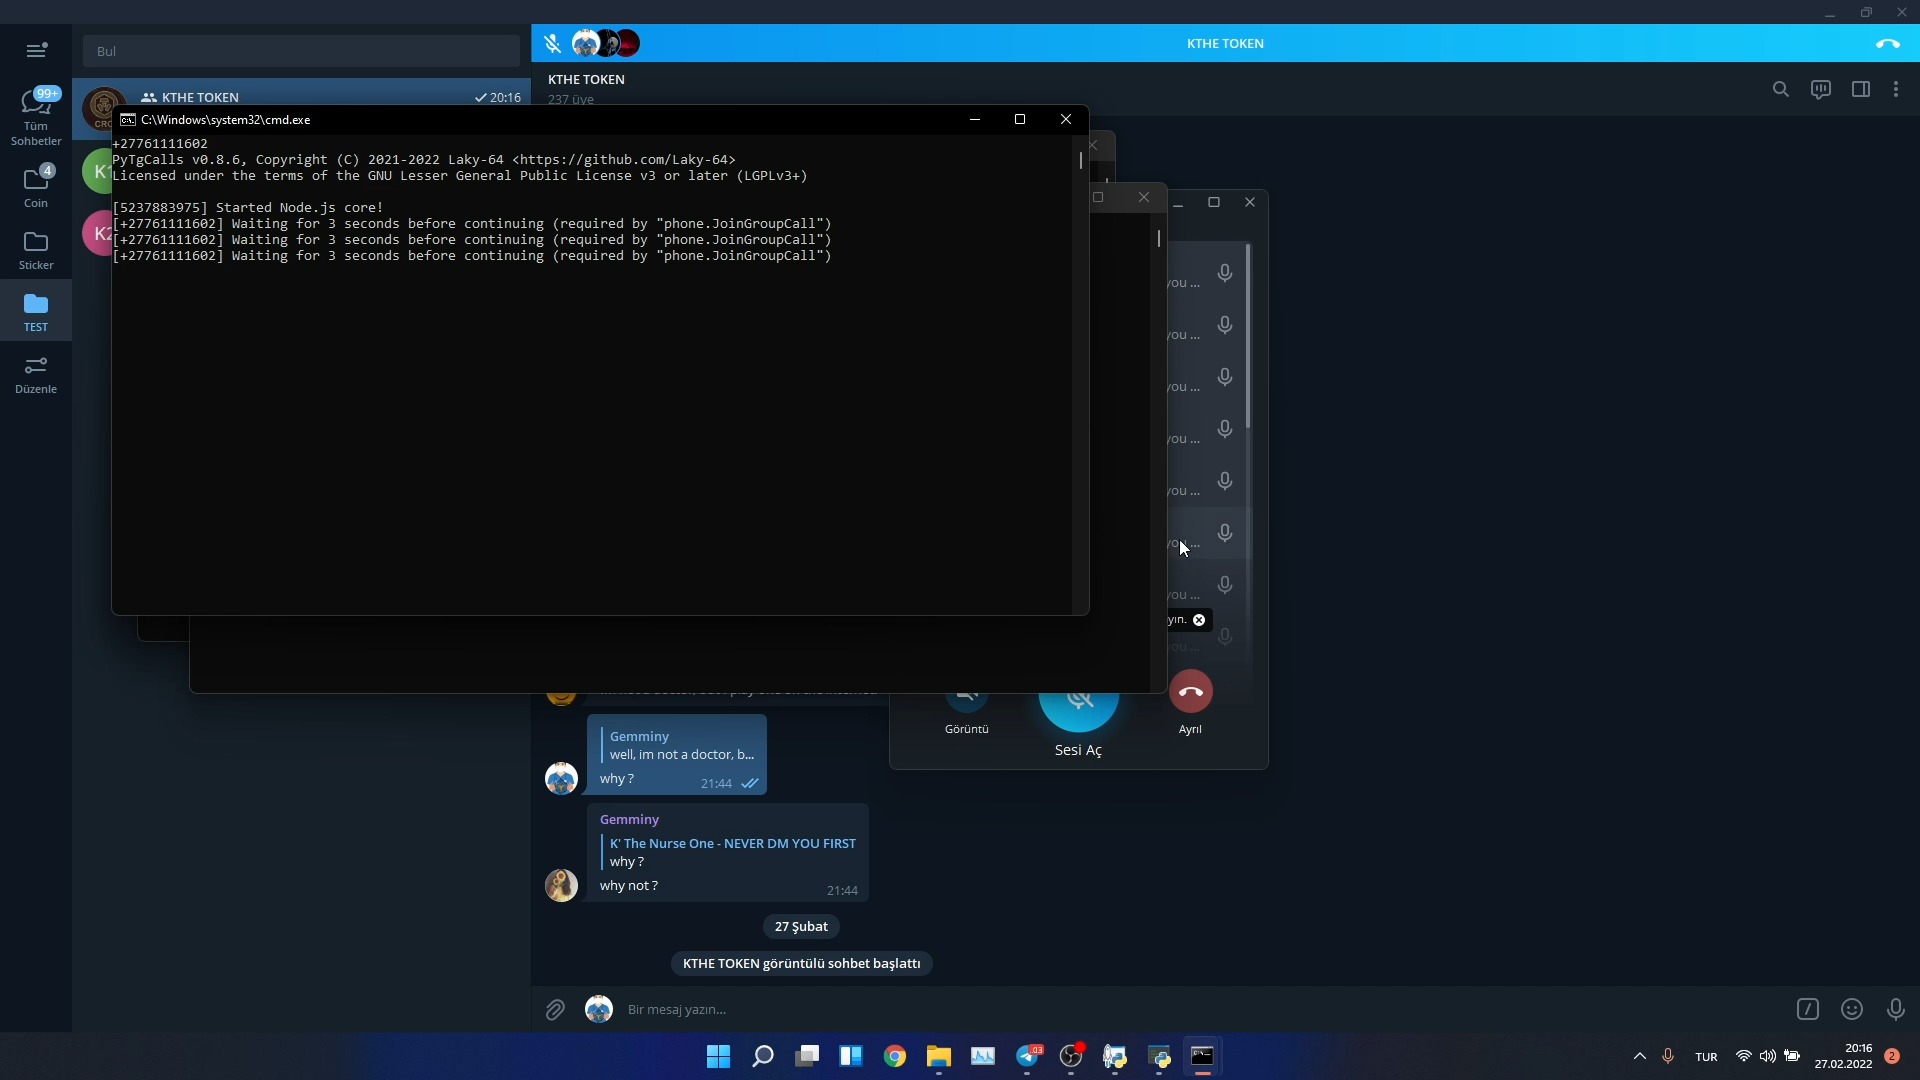 Bul
99+
Tüm
Sohbetler
4
Coin
Sticker
TEST
Düzenle
KTHE TOKEN
20:16
K1
K2
KTHE TOKEN
KTHE TOKEN
237 üye
C:\Windows\system32\cmd.exe
+27761111602
PyTgCalls v0.8.6, Copyright (C) 2021-2022 Laky-64 <https://github.com/Laky-64>
Licensed under the terms of the GNU Lesser General Public License v3 or later (LGPLv3+)
[5237883975] Started Node.js core!
[+27761111602] Waiting for 3 seconds before continuing (required by "phone.JoinGroupCall")
[+27761111602] Waiting for 3 seconds before continuing (required by "phone.JoinGroupCall")
[+27761111602] Waiting for 3 seconds before continuing (required by "phone.JoinGroupCall")
you ...
you ...
you ...
you ...
you ...
you ...
you ...
yın.
you ...
Görüntü
Sesi Aç
Ayrıl
Gemminy
well, im not a doctor, b...
why ?
21:44
Gemminy
K' The Nurse One - NEVER DM YOU FIRST
why ?
why not ?
21:44
27 Şubat
KTHE TOKEN görüntülü sohbet başlattı
Bir mesaj yazın...
TUR
20:16
27.02.2022
2